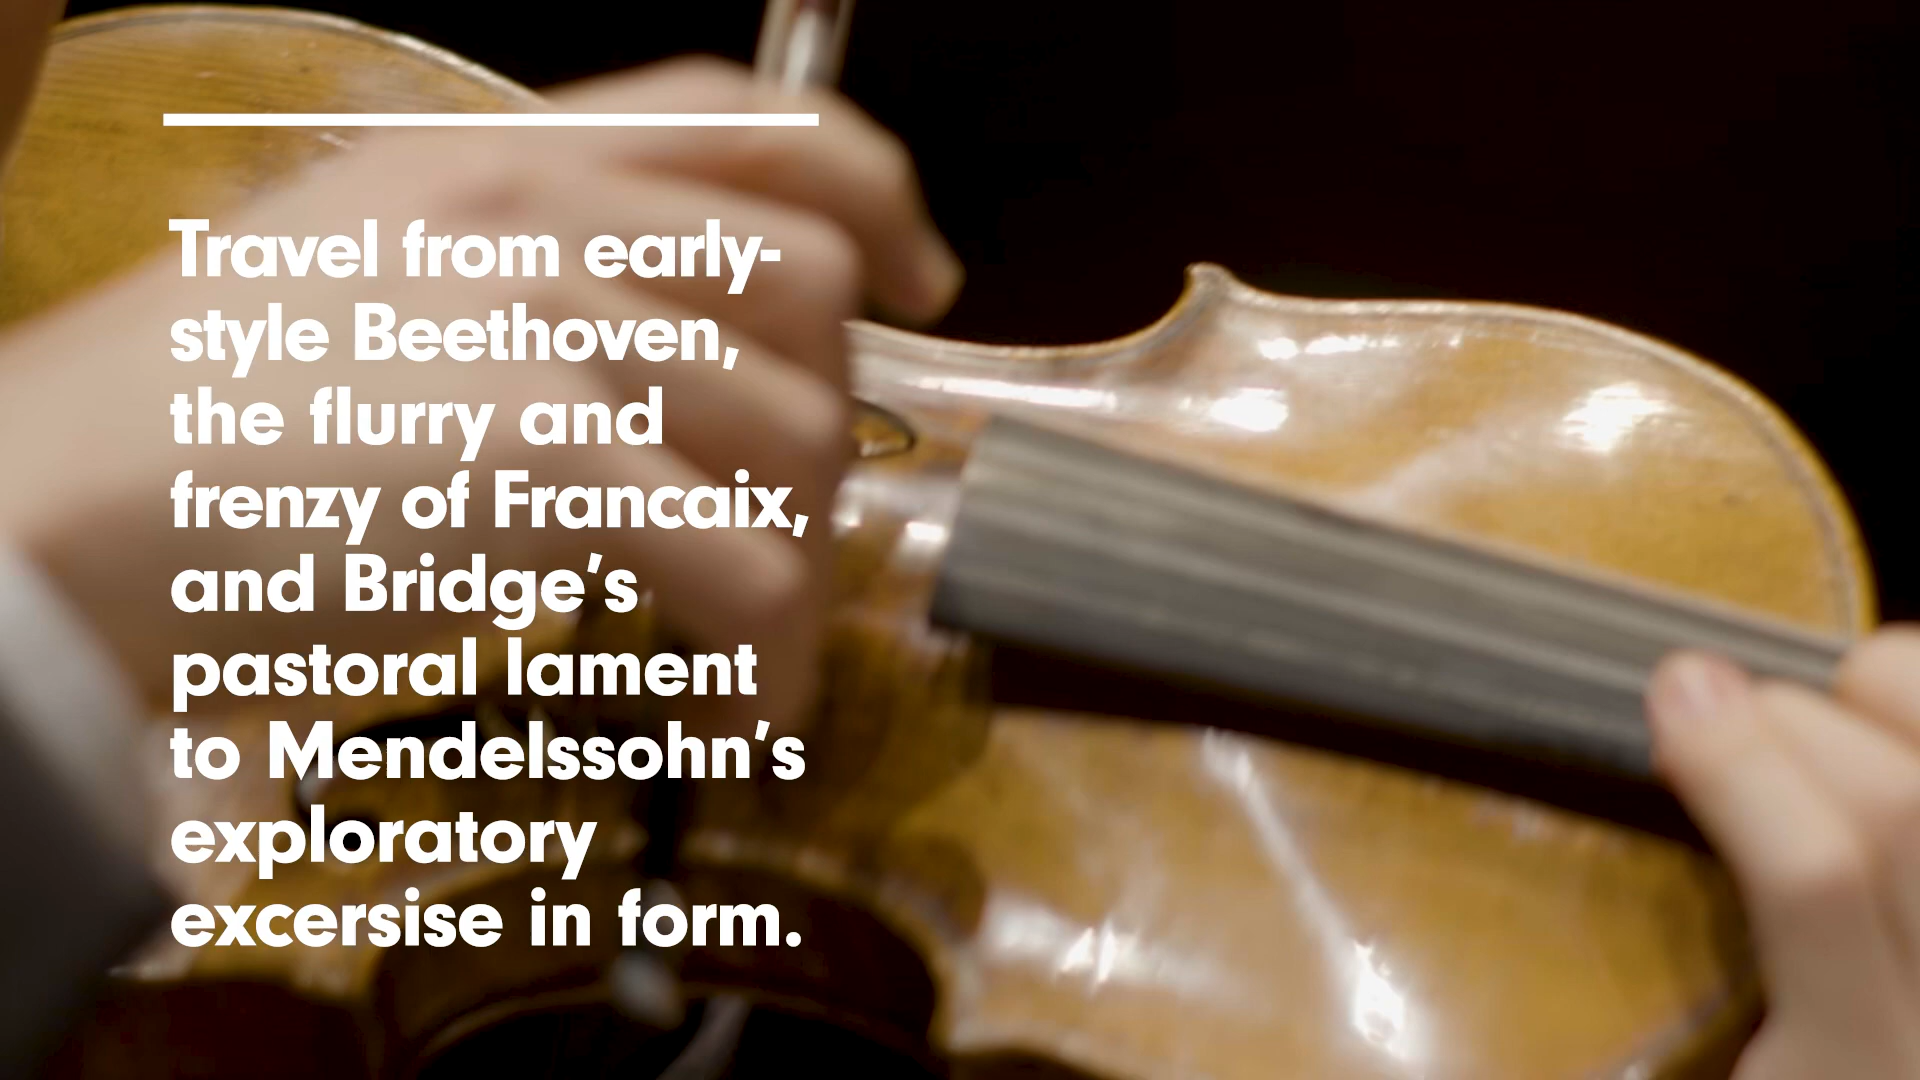 Travel from early-
style Beethoven,
the flurry and
frenzy of Francaix,
and Bridge’s
pastoral lament
to Mendelssohn’s
exploratory
excersise in form.